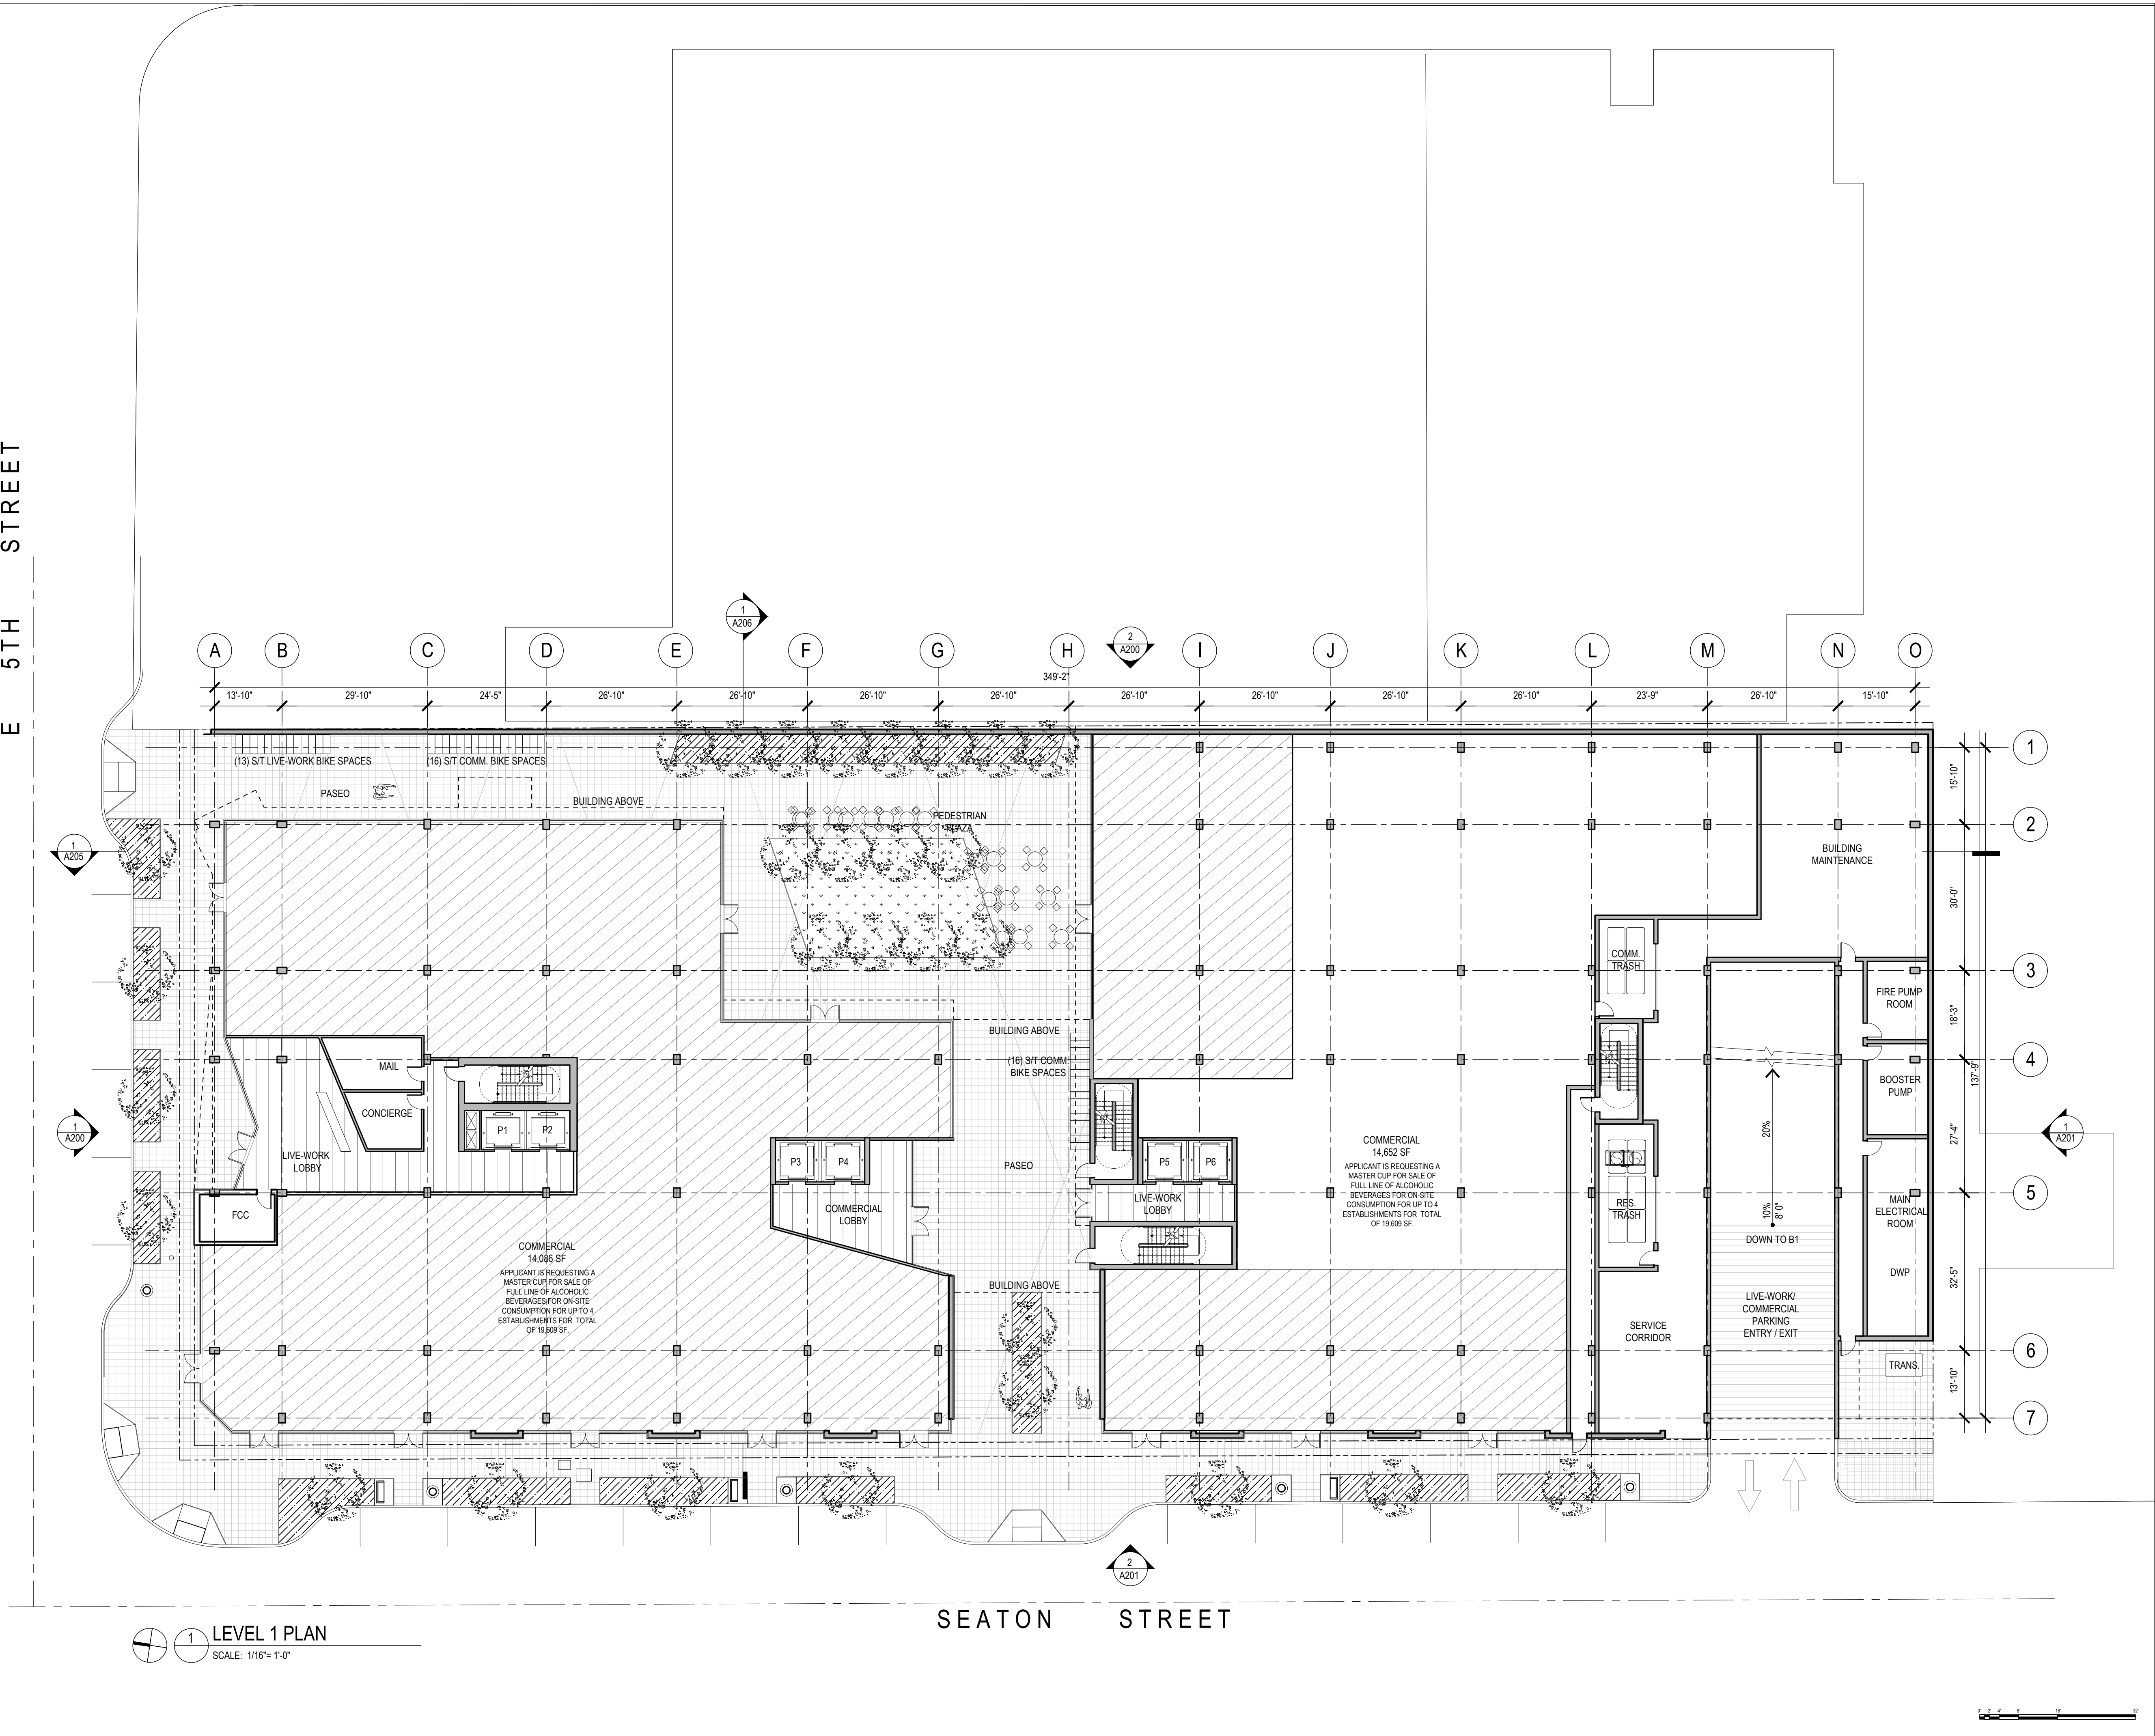 E 5TH STREET
1
A206
2
A200
A B C D E F G H I J K L M N O
349'-2"
13'-10" 29'-10" 24'-5" 26'-10" 26'-10" 26'-10" 26'-10" 26'-10" 26'-10" 26'-10" 26'-10" 23'-9" 26'-10" 15'-10"
1
2
3
4
5
6
7
15'-10"
30'-0"
18'-3"
27'-4"
32'-5"
13'-10"
137'-9"
(13) S/T LIVE-WORK BIKE SPACES
(16) S/T COMM. BIKE SPACES
PASEO
BUILDING ABOVE
PEDESTRIAN
PLAZA
1
A205
BUILDING
MAINTENANCE
COMM.
TRASH
FIRE PUMP
ROOM
BUILDING ABOVE
(16) S/T COMM.
BIKE SPACES
MAIL
CONCIERGE
BOOSTER
PUMP
1
A200
P1
P2
LIVE-WORK
LOBBY
FCC
P3
P4
COMMERCIAL
LOBBY
PASEO
P5
P6
LIVE-WORK
LOBBY
COMMERCIAL
14,652 SF
APPLICANT IS REQUESTING A
MASTER CUP FOR SALE OF
FULL LINE OF ALCOHOLIC
BEVERAGES FOR ON-SITE
CONSUMPTION FOR UP TO 4
ESTABLISHMENTS FOR TOTAL
OF 19,609 SF.
20%
10%
8' 0"
1
A201
RES.
TRASH
MAIN
ELECTRICAL
ROOM
DWP
COMMERCIAL
14,086 SF
APPLICANT IS REQUESTING A
MASTER CUP FOR SALE OF
FULL LINE OF ALCOHOLIC
BEVERAGES FOR ON-SITE
CONSUMPTION FOR UP TO 4
ESTABLISHMENTS FOR TOTAL
OF 19,609 SF.
BUILDING ABOVE
DOWN TO B1
LIVE-WORK/
COMMERCIAL
PARKING
ENTRY / EXIT
SERVICE
CORRIDOR
TRANS.
2
A201
SEATON STREET
1
LEVEL 1 PLAN
SCALE: 1/16"= 1'-0"
0' 2' 4' 8' 16' 32'